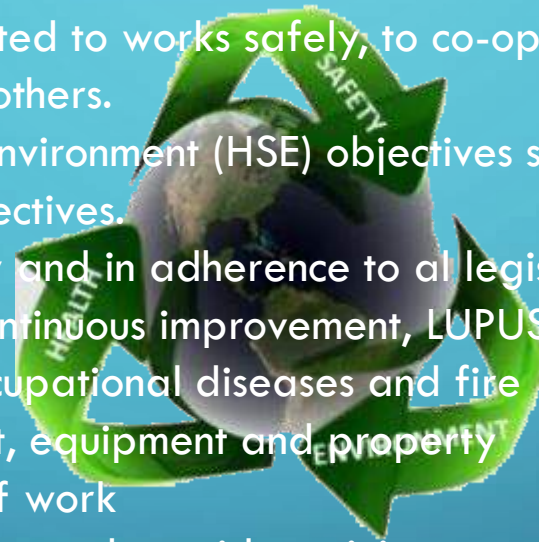 ted to works safely, to co-op
others.
nvironment (HSE) objectives s
ectives.
and in adherence to al legis
ntinuous improvement, LUPUS
cupational diseases and fire
t, equipment and property
f work
SAFETY
HEALTH
ENVIRONMENT